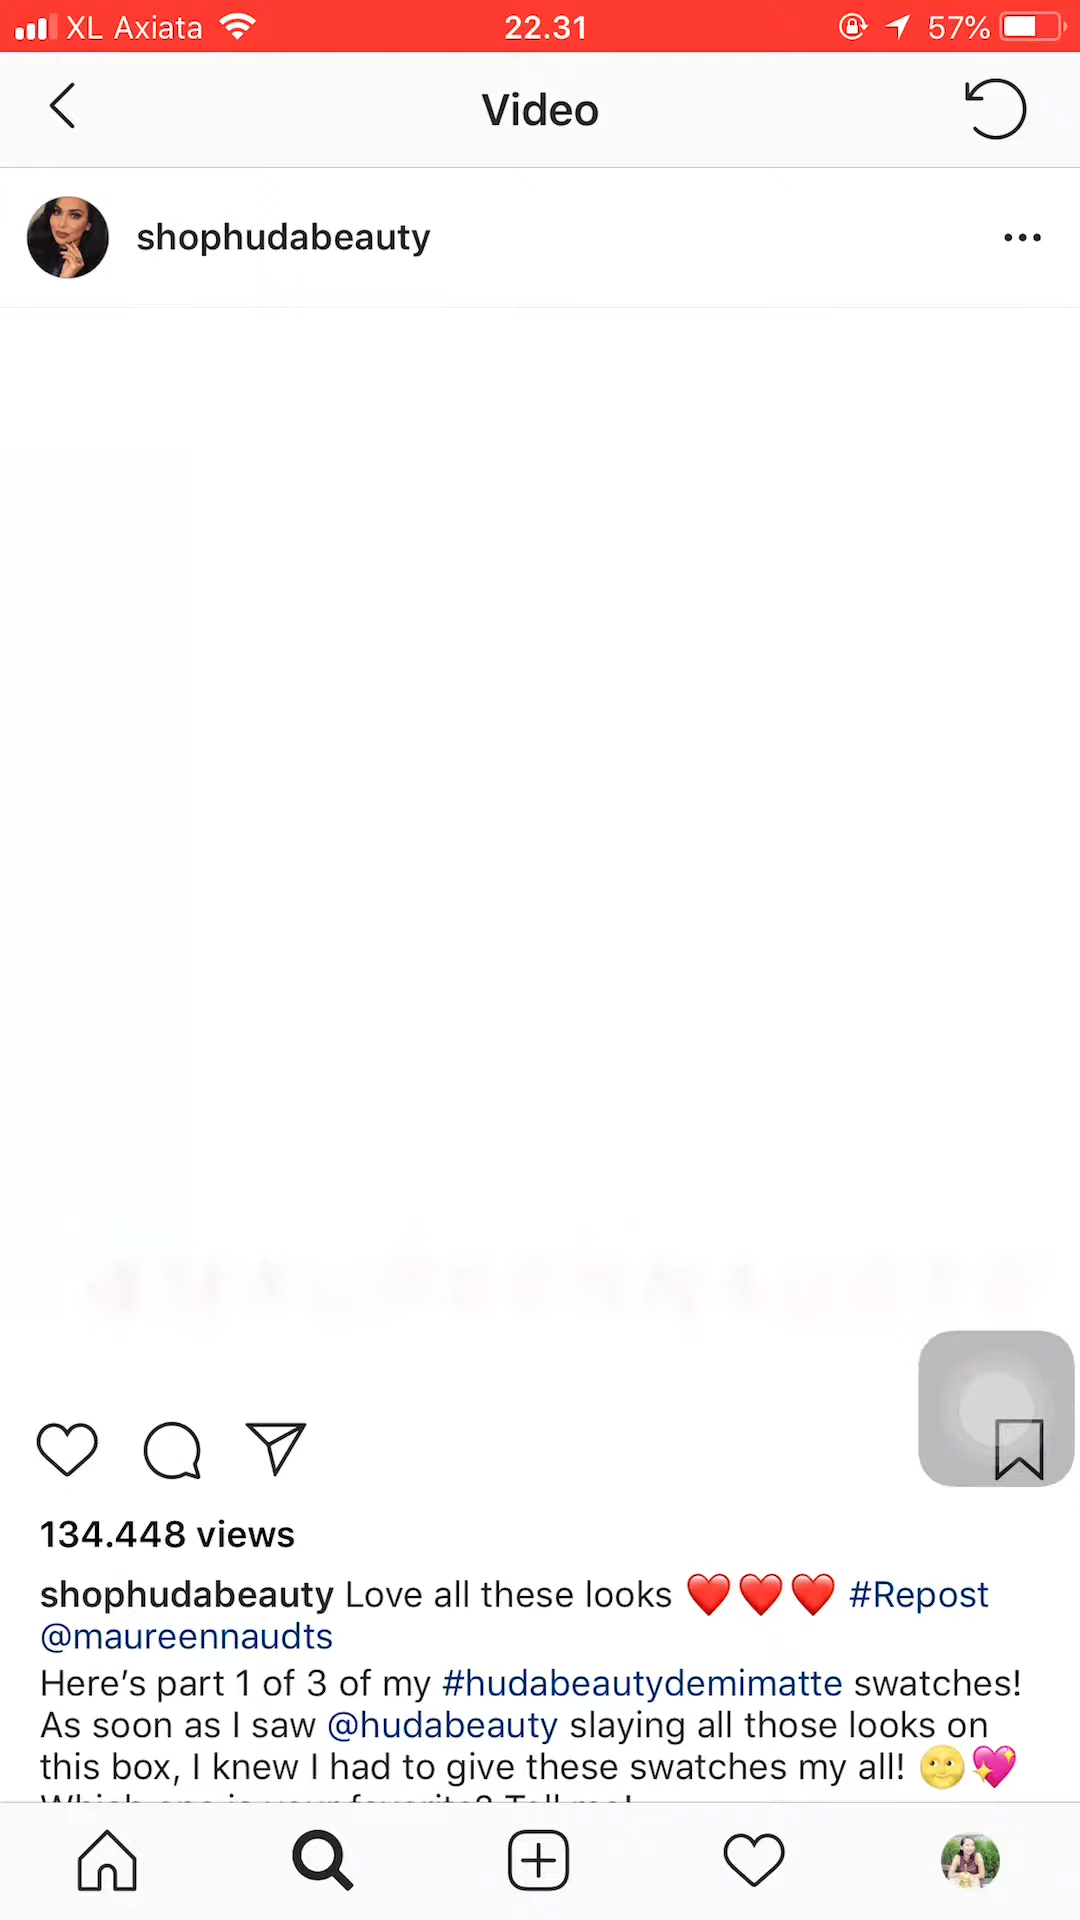 XL Axiata
22.31
57%
Video
shophudabeauty
134.448 views
shophudabeauty Love all these looks ❤️❤️❤️ #Repost
@maureennaudts
Here’s part 1 of 3 of my #hudabeautydemimatte swatches!
As soon as I saw @hudabeauty slaying all those looks on
this box, I knew I had to give these swatches my all! 🌝💖